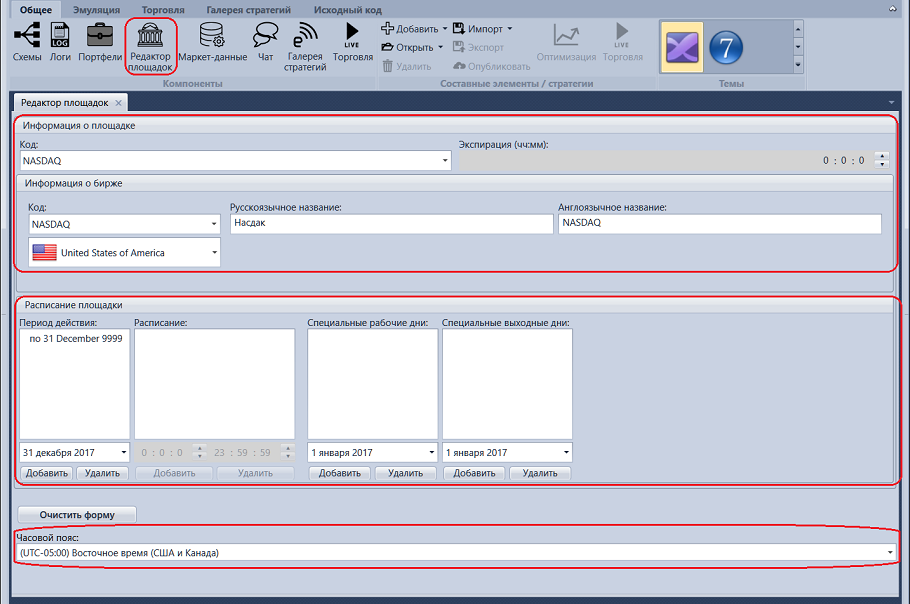 Общее Эмуляция Торговля Галерея стратегий Исходный код
Схемы Логи Портфели Редактор площадок Маркет-данные Чат Галерея стратегий Торговля
LOG LIVE
Добавить Импорт
Открыть Экспорт
Удалить Опубликовать
Оптимизация LIVE Торговля
7
Компоненты Составные элементы / стратегии Темы
Редактор площадок
Информация о площадке
Код: Экспирация (чч:мм):
NASDAQ 0 : 0 : 0
Информация о бирже
Код: Русскоязычное название: Англоязычное название:
NASDAQ Насдак NASDAQ
United States of America
Расписание площадки
Период действия: Расписание: Специальные рабочие дни: Специальные выходные дни:
по 31 December 9999
31 декабря 2017 0 : 0 : 0 23 : 59 : 59 1 января 2017 1 января 2017
Добавить Удалить Добавить Удалить Добавить Удалить Добавить Удалить
Очистить форму
Часовой пояс:
(UTC-05:00) Восточное время (США и Канада)